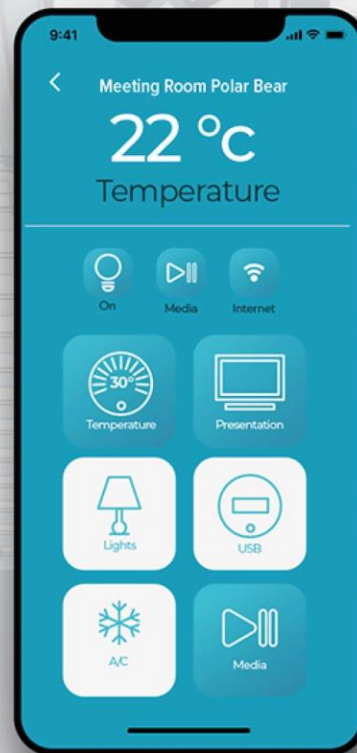 9:41
Meeting Room Polar Bear
22 °c
Temperature
On Media Internet
30°
Temperature Presentation
Lights USB
A/C Media